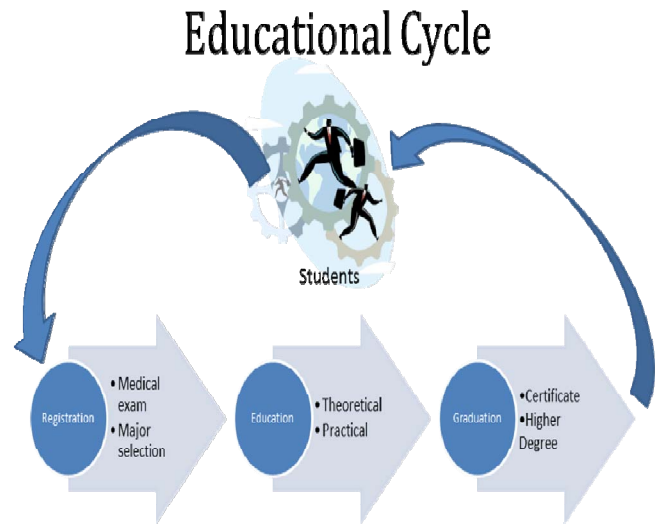 Educational Cycle
Students
Registration
• Medical
exam
• Major
selection
Education
• Theoretical
• Practical
Graduation
•Certificate
•Higher
Degree